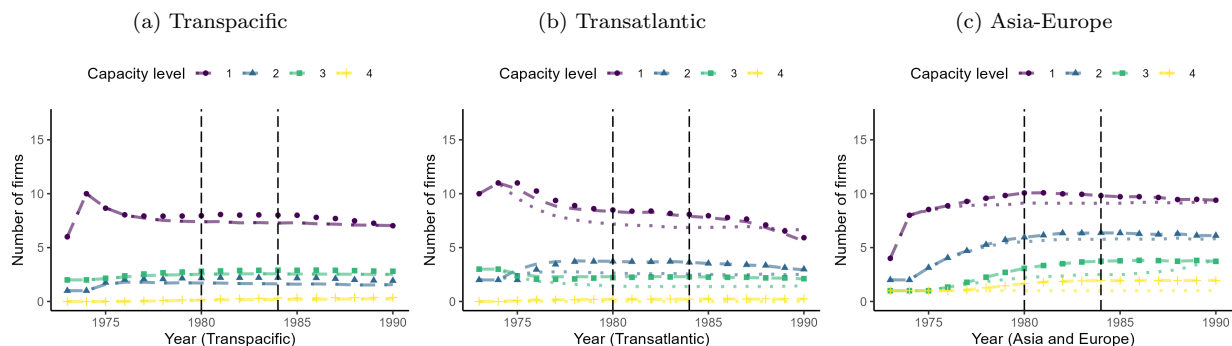 (a) Transpacific
Capacity level 1 2 3 4
Number of firms
15
10
5
0
1975 1980 1985 1990
Year (Transpacific)
(b) Transatlantic
Capacity level 1 2 3 4
Number of firms
15
10
5
0
1975 1980 1985 1990
Year (Transatlantic)
(c) Asia-Europe
Capacity level 1 2 3 4
Number of firms
15
10
5
0
1975 1980 1985 1990
Year (Asia and Europe)